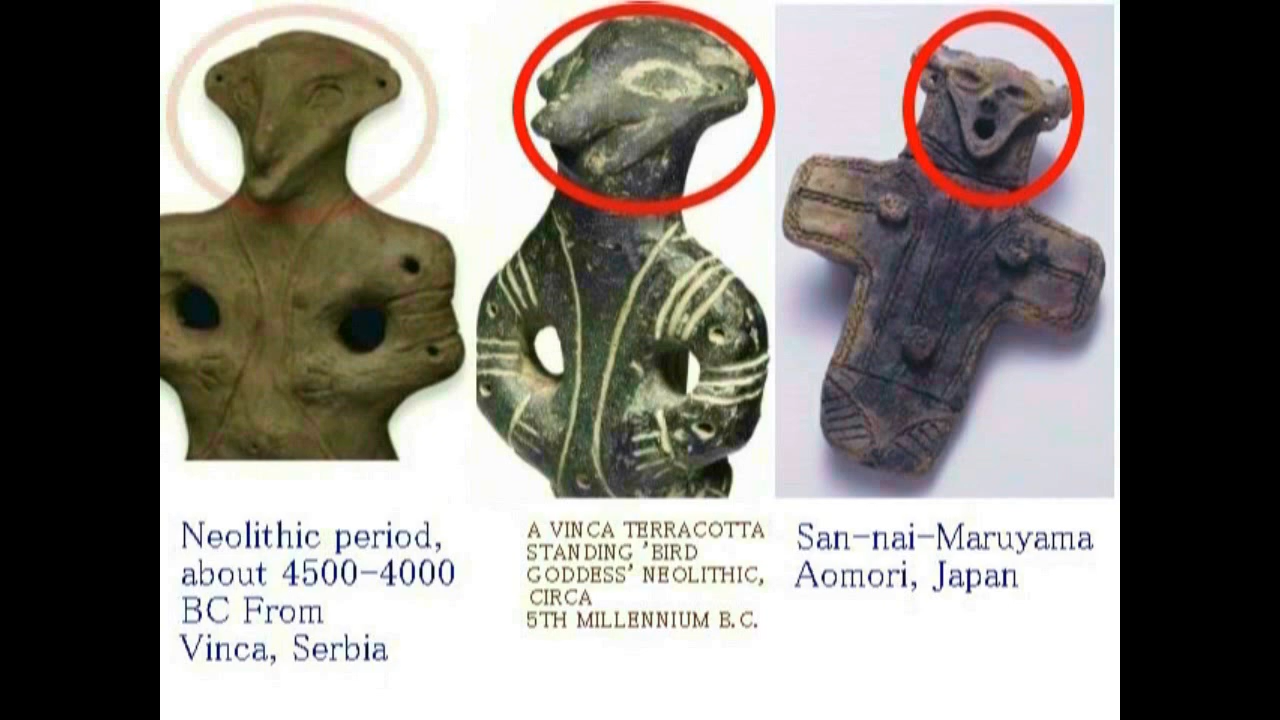 Neolithic period,
about 4500-4000
BC From
Vinca, Serbia
A VINCA TERRACOTTA
STANDING 'BIRD
GODDESS' NEOLITHIC,
CIRCA
5TH MILLENNIUM B.C.
San-nai-Maruyama
Aomori, Japan